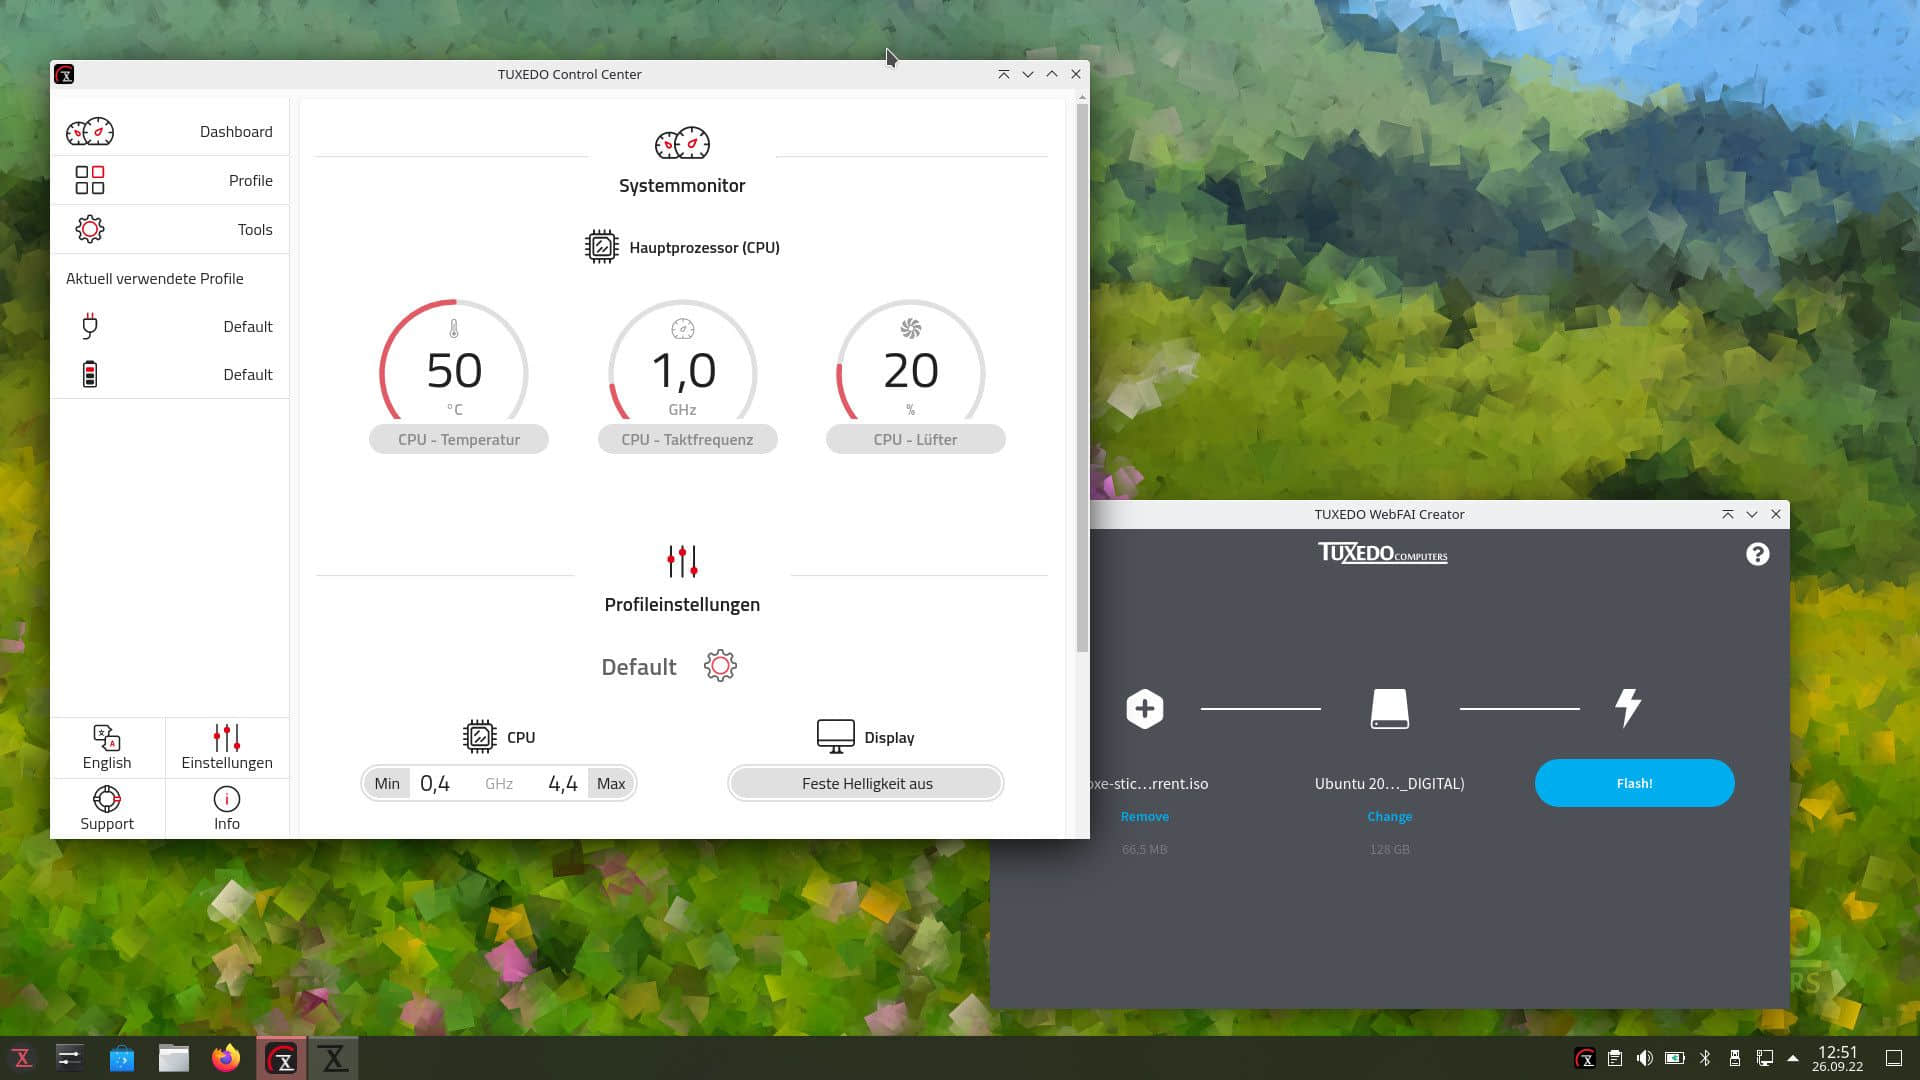 TUXEDO Control Center
Dashboard
Profile
Tools
Aktuell verwendete Profile
Default
Default
English
Einstellungen
Support
Info
Systemmonitor
Hauptprozessor (CPU)
50
°C
CPU - Temperatur
1,0
GHz
CPU - Taktfrequenz
20
%
CPU - Lüfter
Profileinstellungen
Default
CPU
Min 0,4 GHz 4,4 Max
Display
Feste Helligkeit aus
TUXEDO WebFAI Creator
TUXEDO COMPUTERS
oxe-stic...rrent.iso
Remove
66.5 MB
Ubuntu 20..._DIGITAL)
Change
128 GB
Flash!
O
RS
12:51
26.09.22